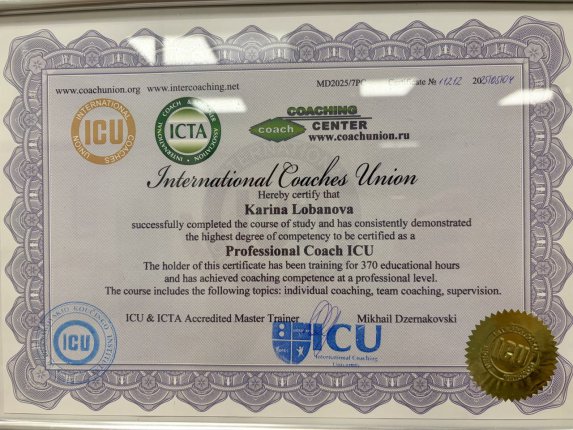 www.coachunion.org www.intercoaching.net
Certificate № 11212
INTERNATIONAL COACHES UNION
ICU
ICTA
COACHING
coach CENTER
www.coachunion.ru
International Coaches Union
Hereby certify that
Karina Lobanova
successfully completed the course of study and has consistently demonstrated
the highest degree of competency to be certified as a
Professional Coach ICU
The holder of this certificate has been training for 370 educational hours
and has achieved coaching competence at a professional level.
The course includes the following topics: individual coaching, team coaching, supervision.
ICU & ICTA Accredited Master Trainer Mikhail Dzernakovski
ICU
International Coaching
ICU
ICU